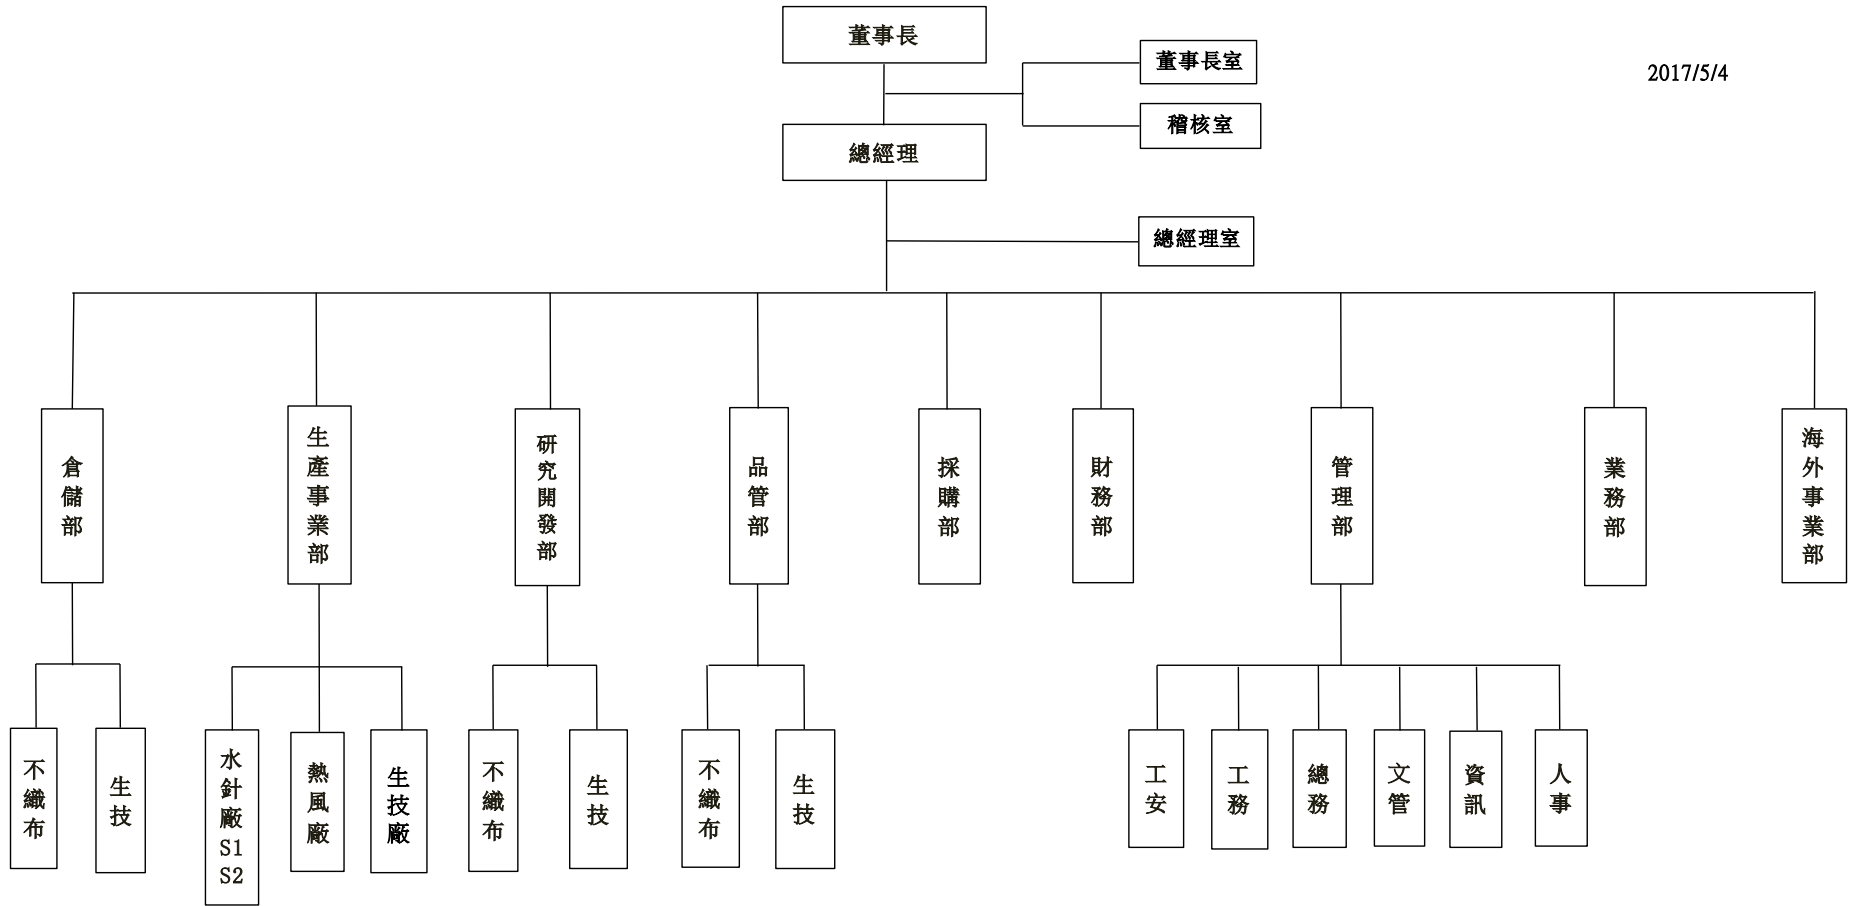 董事長
董事長室
2017/5/4
稽核室
總經理
總經理室
倉儲部
生產事業部
研究開發部
品管部
採購部
財務部
管理部
業務部
海外事業部
不織布
生技
水針廠S1S2
熱風廠
生技廠
不織布
生技
不織布
生技
工安
工務
總務
文管
資訊
人事